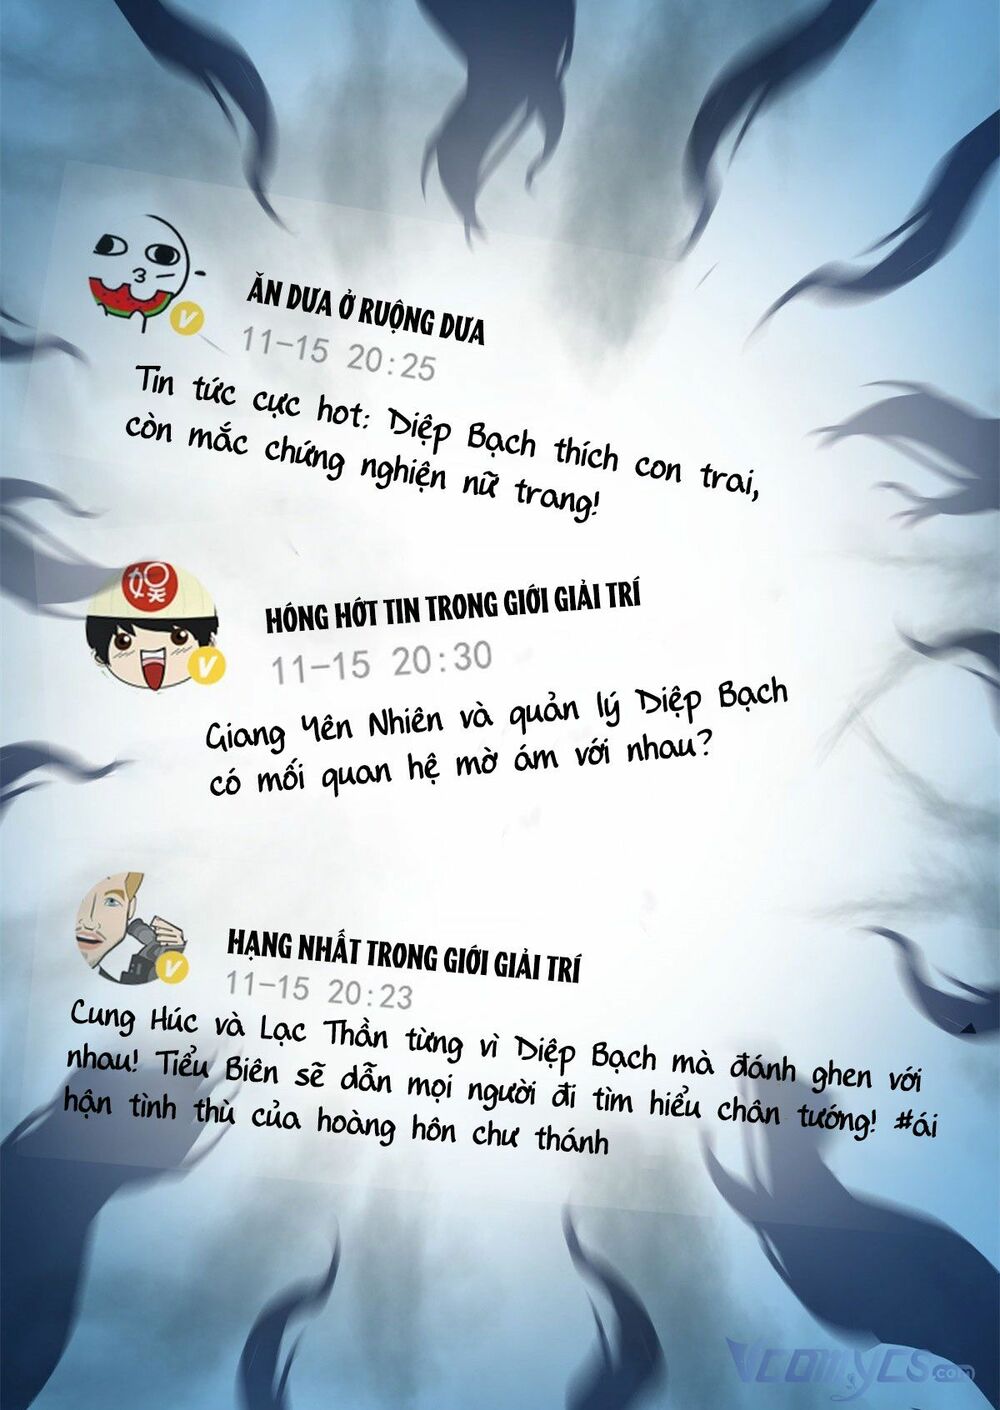 ĂN DƯA Ở RUỘNG DƯA
11-15 20:25
Tin tức cực hot: Diệp Bạch thích con trai,
còn mắc chứng nghiện nữ trang!
娱
HÓNG HỚT TIN TRONG GIỚI GIẢI TRÍ
11-15 20:30
Giang Yên Nhiên và quản lý Diệp Bạch
có mối quan hệ mờ ám với nhau?
HẠNG NHẤT TRONG GIỚI GIẢI TRÍ
11-15 20:23
Cung Húc và Lạc Thần từng vì Diệp Bạch mà đánh ghen với
nhau! Tiểu Biên sẽ dẫn mọi người đi tìm hiểu chân tướng! #ái
hận tình thù của hoàng hôn chư thánh
VCOMYCS.com